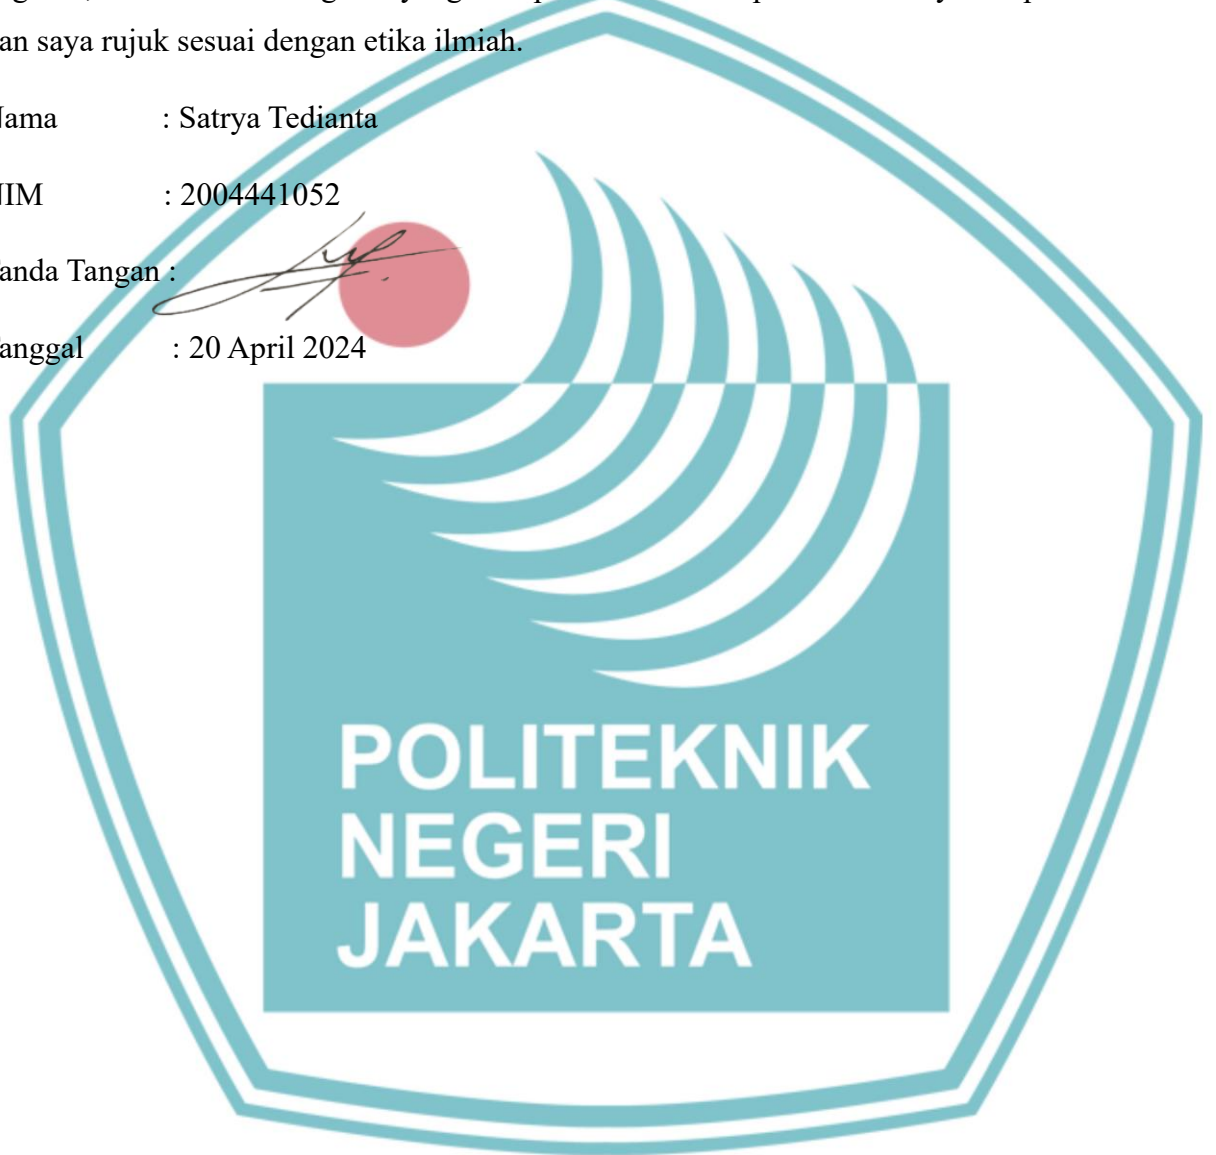 an saya rujuk sesuai dengan etika ilmiah.
Nama : Satrya Tedianta
NIM : 2004441052
Tanda Tangan :
Tanggal : 20 April 2024
POLITEKNIK
NEGERI
JAKARTA